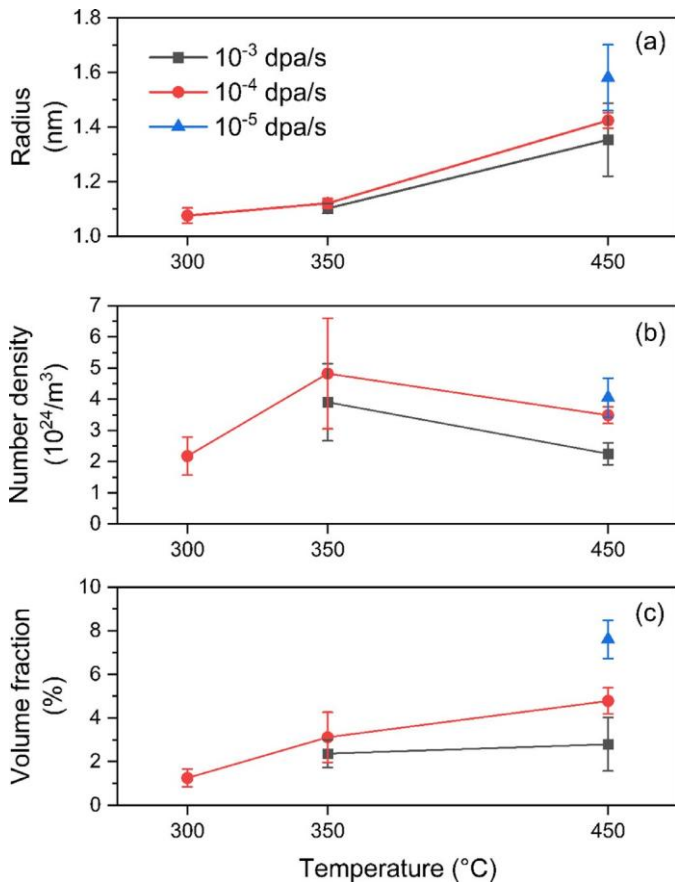 1.8
1.6
1.4
1.2
1.0
Radius
(nm)
10⁻³ dpa/s
10⁻⁴ dpa/s
10⁻⁵ dpa/s
(a)
300
350
450
7
6
5
4
3
2
1
0
Number density
(10²⁴/m³)
(b)
300
350
450
10
8
6
4
2
0
Volume fraction
(%)
(c)
300
350
450
Temperature (°C)